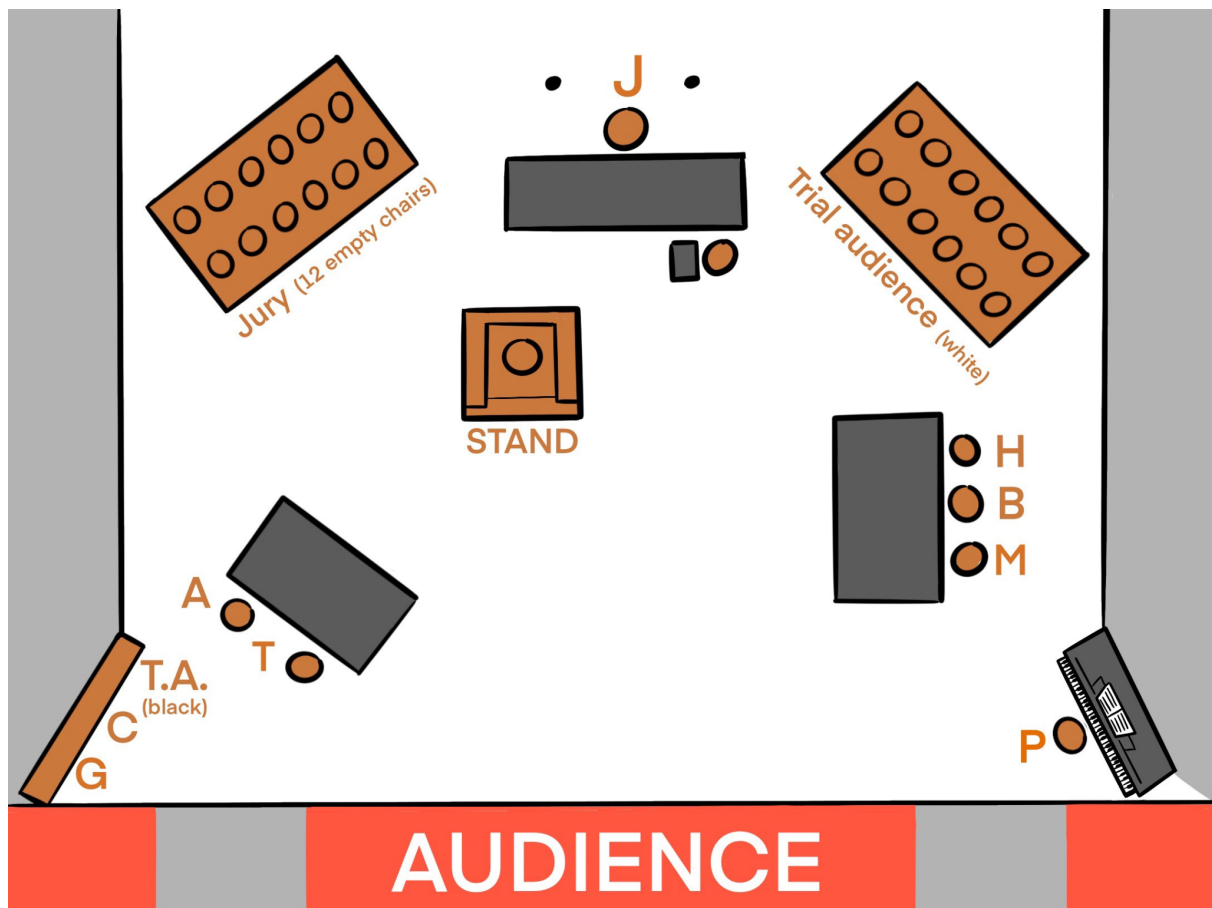 J
Jury (12 empty chairs)
Trial audience (white)
STAND
H
B
M
A
T
T.A.
(black)
C
G
P
AUDIENCE